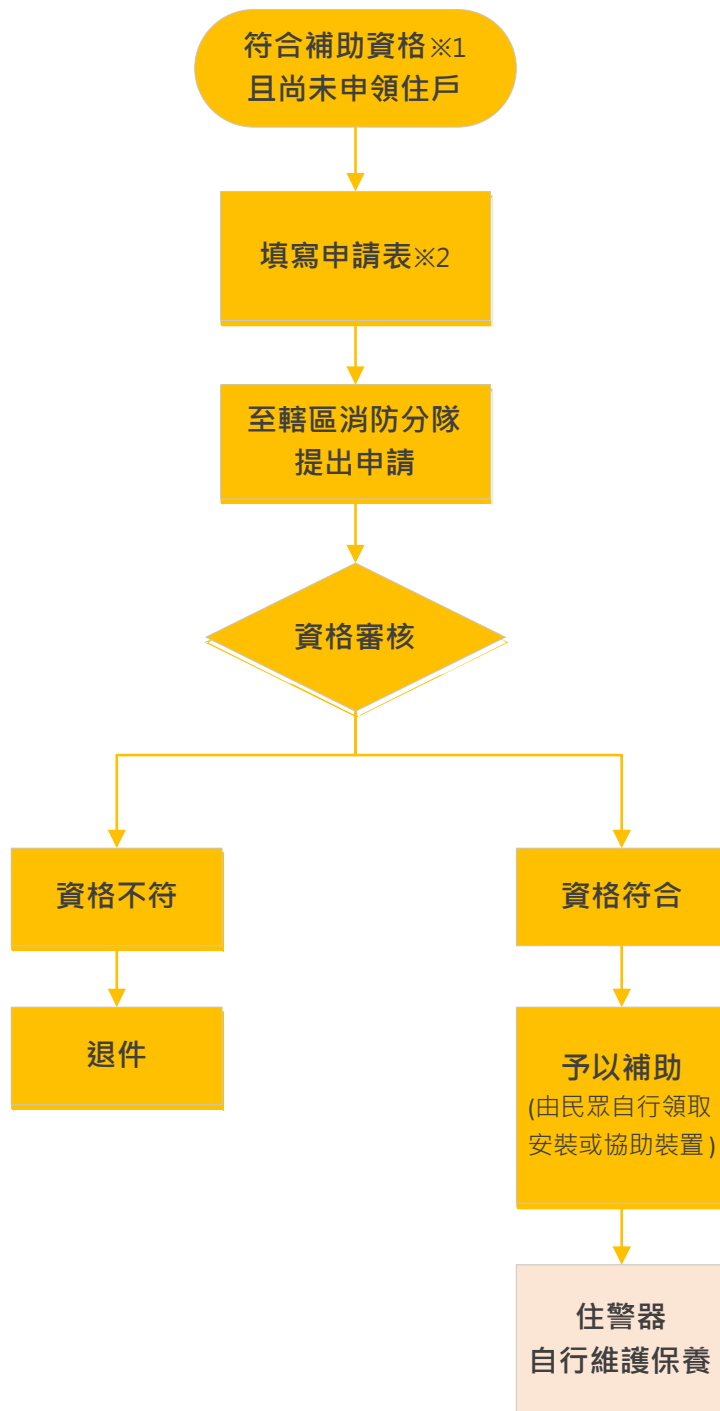 符合補助資格※1
且尚未申領住戶
填寫申請表※2
至轄區消防分隊
提出申請
資格審核
資格不符
資格符合
退件
予以補助
(由民眾自行領取
安裝或協助裝置)
住警器
自行維護保養